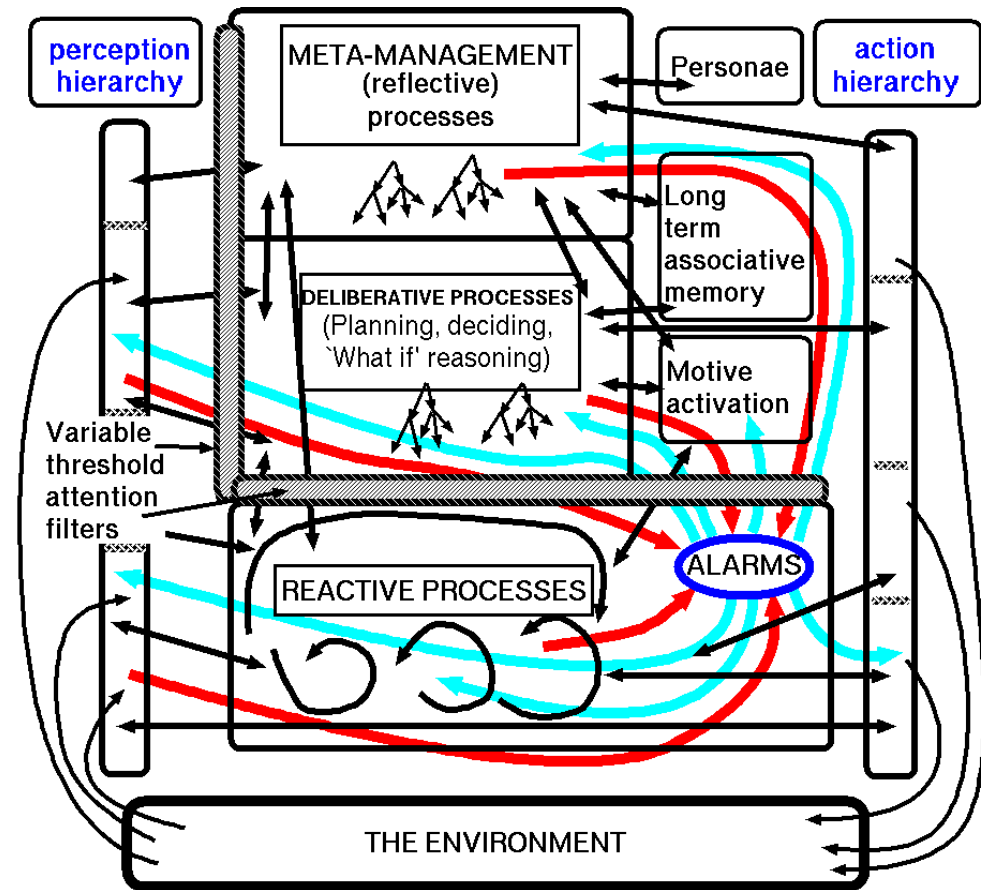 perception
hierarchy
META-MANAGEMENT
(reflective)
processes
Personae
action
hierarchy
Long
term
associative
memory
DELIBERATIVE PROCESSES
(Planning, deciding,
`What if' reasoning)
Motive
activation
Variable
threshold
attention
filters
REACTIVE PROCESSES
ALARMS
THE ENVIRONMENT